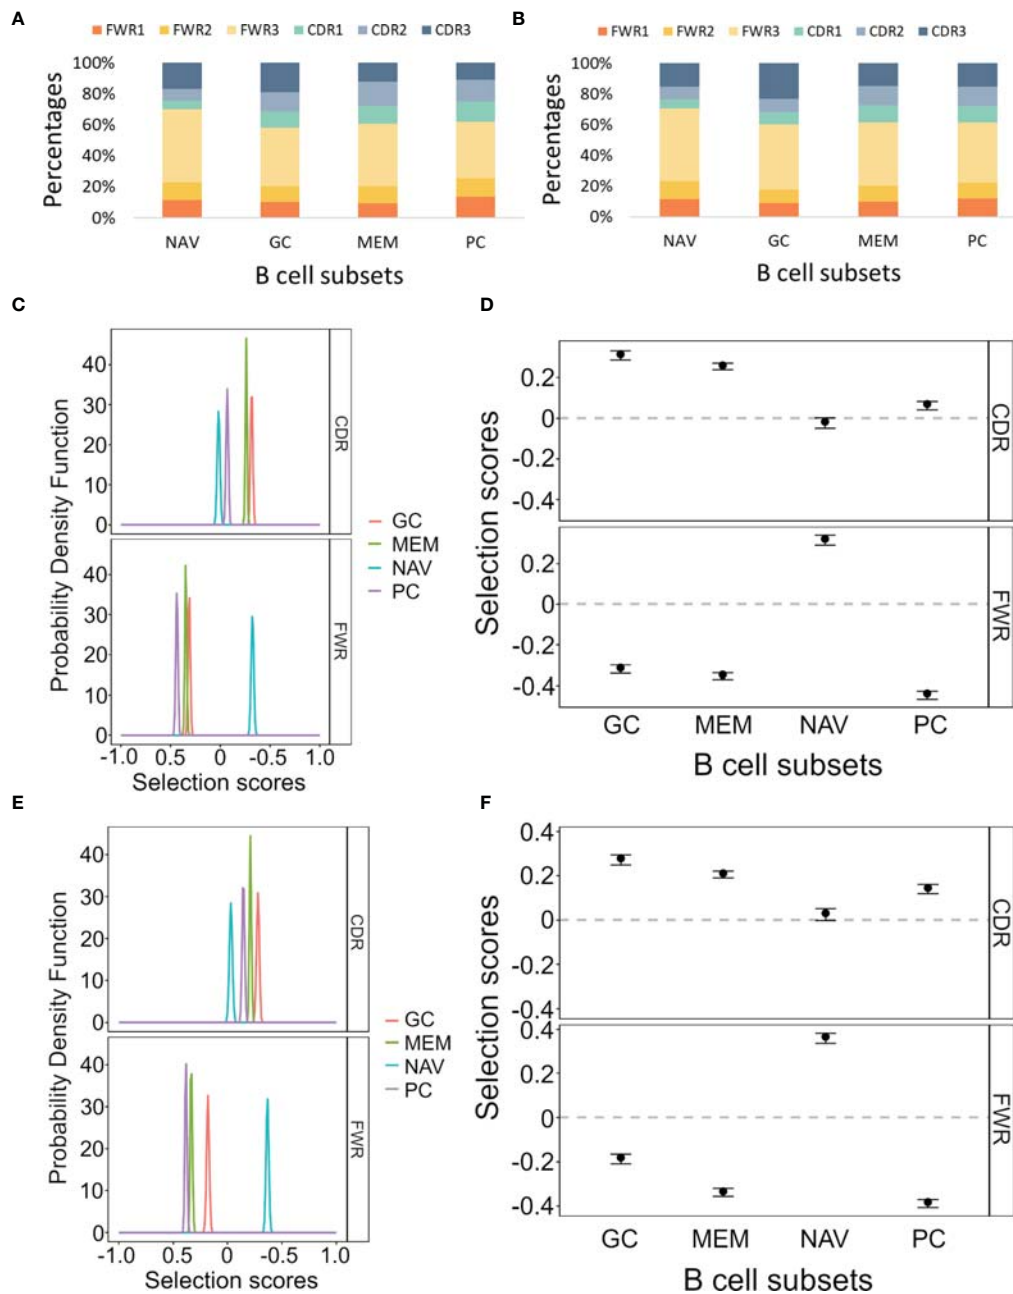 A
FWR1 FWR2 FWR3 CDR1 CDR2 CDR3
Percentages
100%
80%
60%
40%
20%
0%
NAV GC MEM PC
B cell subsets
B
FWR1 FWR2 FWR3 CDR1 CDR2 CDR3
Percentages
100%
80%
60%
40%
20%
0%
NAV GC MEM PC
B cell subsets
C
Probability Density Function
40
30
20
10
0
CDR
40
30
20
10
0
FWR
-1.0 0.5 0 -0.5 1.0
Selection scores
GC
MEM
NAV
PC
D
Selection scores
0.2
0
-0.2
-0.4
CDR
0.2
0
-0.2
-0.4
FWR
GC MEM NAV PC
B cell subsets
E
Probability Density Function
40
30
20
10
0
CDR
40
30
20
10
0
FWR
-1.0 0.5 0 -0.5 1.0
Selection scores
GC
MEM
NAV
PC
F
Selection scores
0.4
0.2
0
-0.2
-0.4
CDR
0.4
0.2
0
-0.2
-0.4
FWR
GC MEM NAV PC
B cell subsets